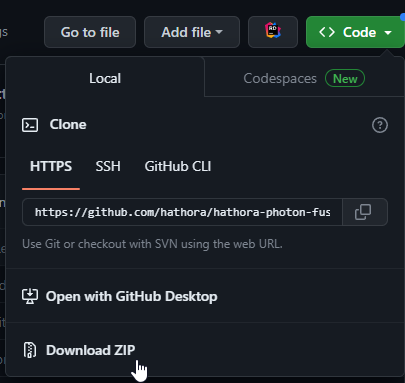 gs
Go to file
Add file
RD
<> Code
Local
Codespaces
New
Clone
?
HTTPS
SSH
GitHub CLI
https://github.com/hathora/hathora-photon-fus
Use Git or checkout with SVN using the web URL.
Open with GitHub Desktop
Download ZIP